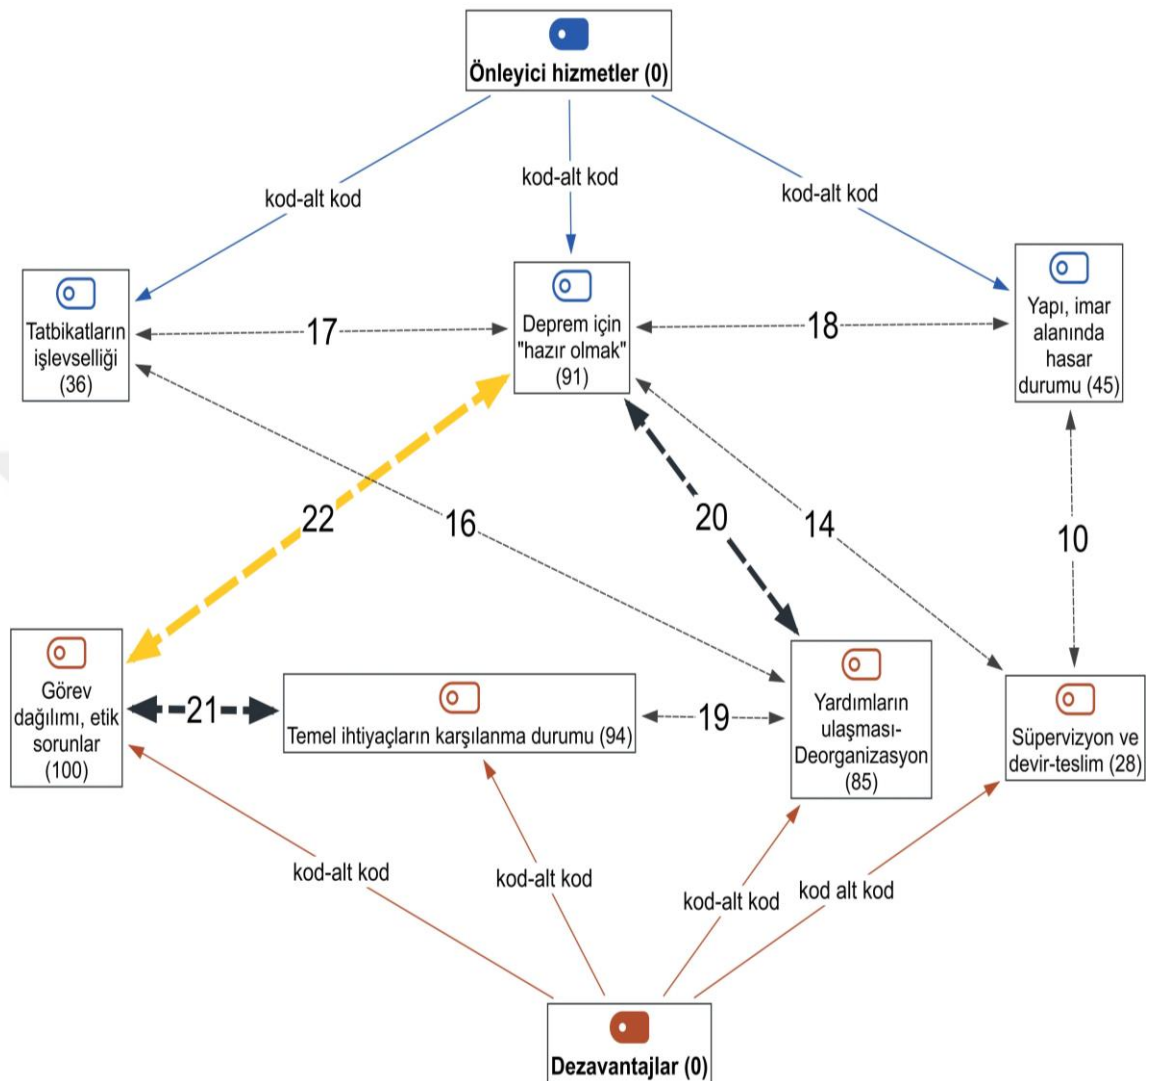 Önleyici hizmetler (0)
kod-alt kod
kod-alt kod
kod-alt kod
Tatbikatların
işlevselliği
(36)
17
Deprem için
"hazır olmak"
(91)
18
Yapı, imar
alanında
hasar
durumu (45)
22
16
20
14
10
Görev
dağılımı, etik
sorunlar
(100)
21
Temel ihtiyaçların karşılanma durumu (94)
19
Yardımların
ulaşması-
Deorganizasyon
(85)
Süpervizyon ve
devir-teslim (28)
kod-alt kod
kod-alt kod
kod-alt kod
kod alt kod
Dezavantajlar (0)